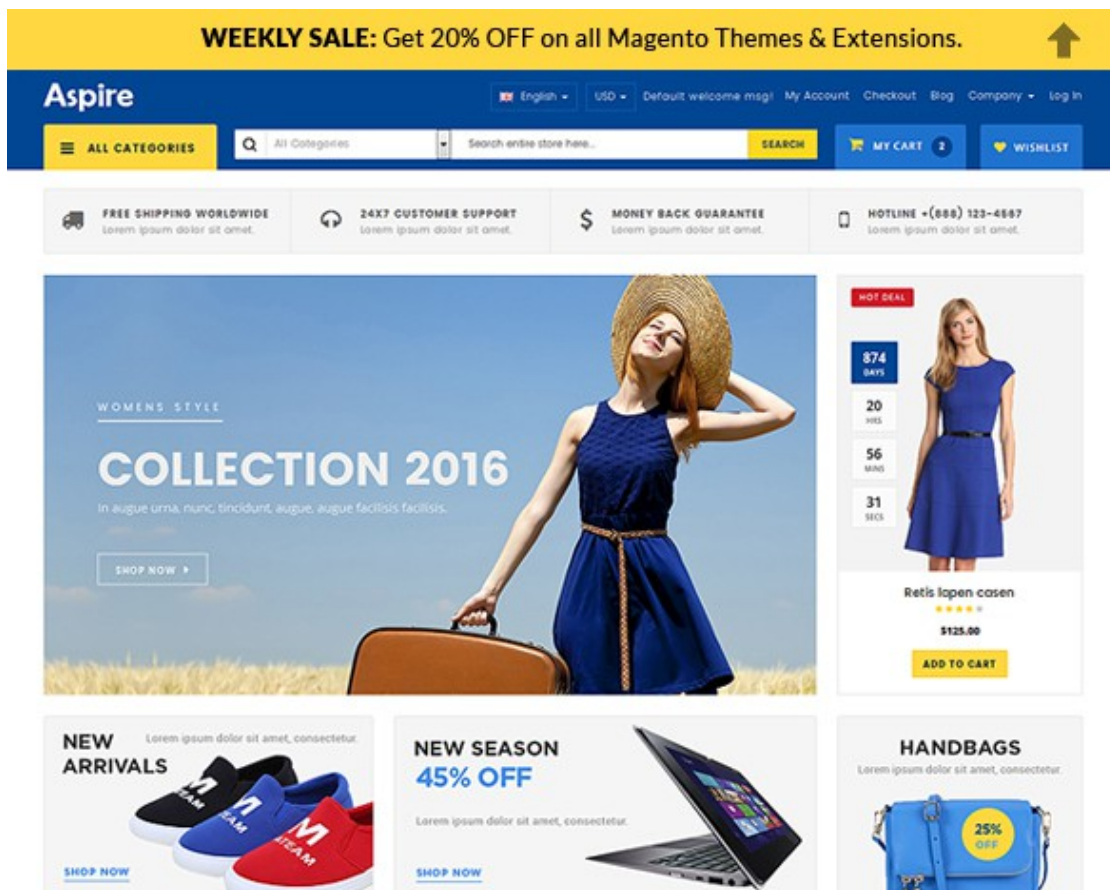 WEEKLY SALE: Get 20% OFF on all Magento Themes & Extensions.
Aspire
English
USD
Default welcome msg!
My Account
Checkout
Blog
Company
Log In
ALL CATEGORIES
All Categories
Search entire store here...
SEARCH
MY CART 2
WISHLIST
FREE SHIPPING WORLDWIDE
Lorem ipsum dolor sit amet.
24X7 CUSTOMER SUPPORT
Lorem ipsum dolor sit amet.
MONEY BACK GUARANTEE
Lorem ipsum dolor sit amet.
HOTLINE +(888) 123-4567
Lorem ipsum dolor sit amet.
WOMENS STYLE
COLLECTION 2016
In augue urna, nunc, tincidunt, augue, augue facilisis facilisis.
SHOP NOW
HOT DEAL
874
DAYS
20
HRS
56
MINS
31
SECS
Retis lapen casen
$125.00
ADD TO CART
NEW
ARRIVALS
Lorem ipsum dolor sit amet, consectetur.
SHOP NOW
NEW SEASON
45% OFF
Lorem ipsum dolor sit amet, consectetur.
SHOP NOW
HANDBAGS
Lorem ipsum dolor sit amet, consectetur.
25%
OFF